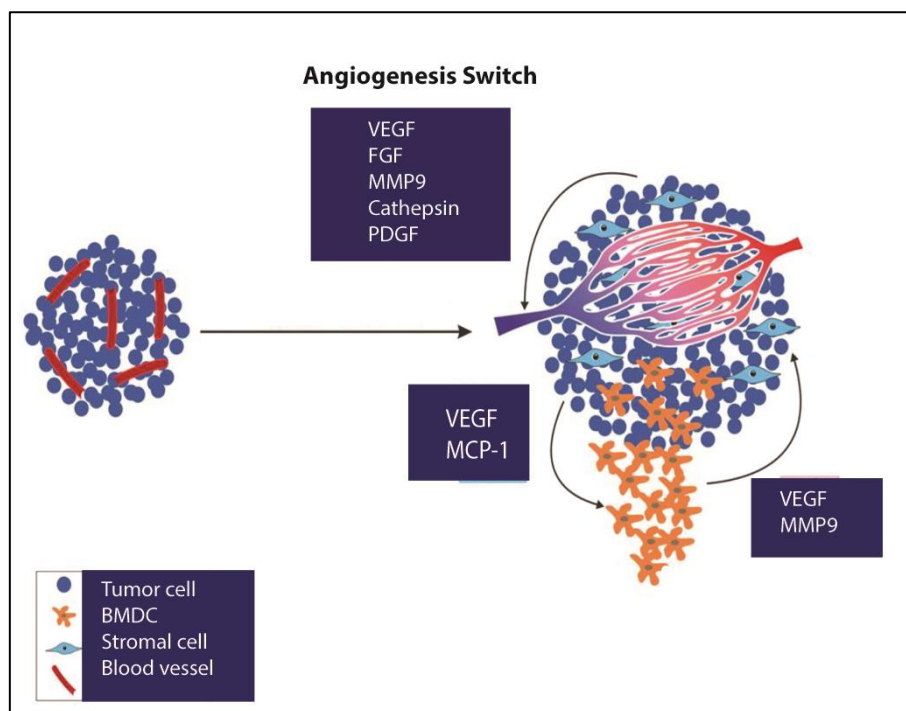 Angiogenesis Switch
VEGF
FGF
MMP9
Cathepsin
PDGF
VEGF
MCP-1
VEGF
MMP9
Tumor cell
BMDC
Stromal cell
Blood vessel